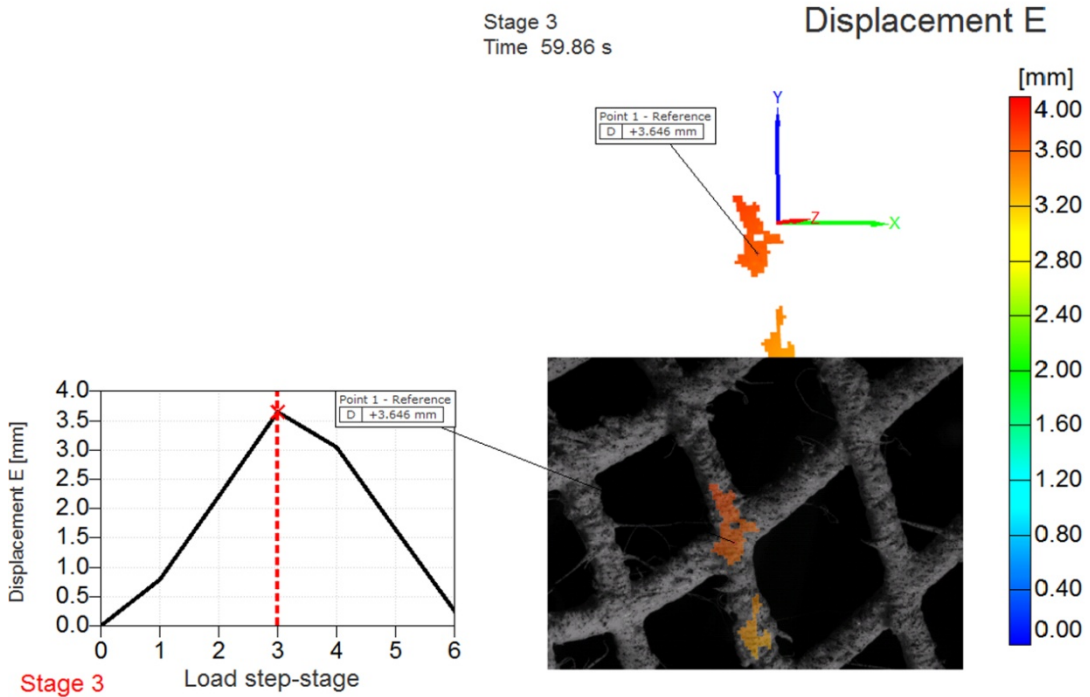 Stage 3
Time 59.86 s
Displacement E
[mm]
4.00
3.60
3.20
2.80
2.40
2.00
1.60
1.20
0.80
0.40
0.00
Point 1 - Reference
D +3.646 mm
Y
Z
X
Point 1 - Reference
D +3.646 mm
Displacement E [mm]
4.0
3.5
3.0
2.5
2.0
1.5
1.0
0.5
0.0
0 1 2 3 4 5 6
Stage 3
Load step-stage